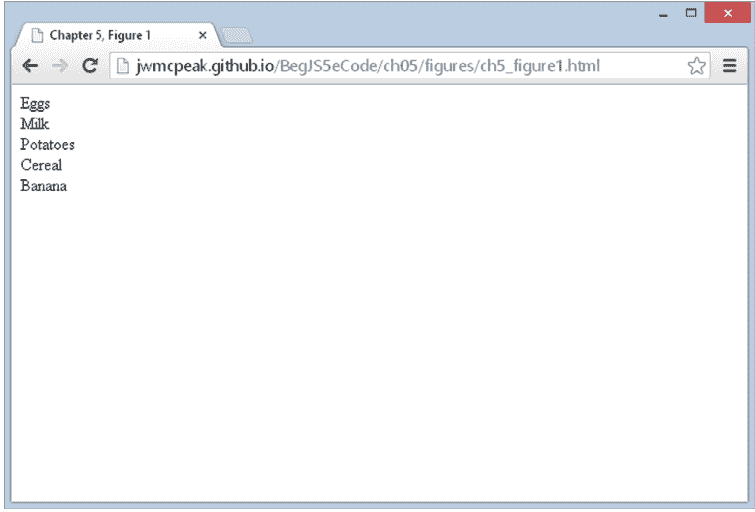 Chapter 5, Figure 1
jwmcpeak.github.io/BegJS5eCode/ch05/figures/ch5_figure1.html
Eggs
Milk
Potatoes
Cereal
Banana